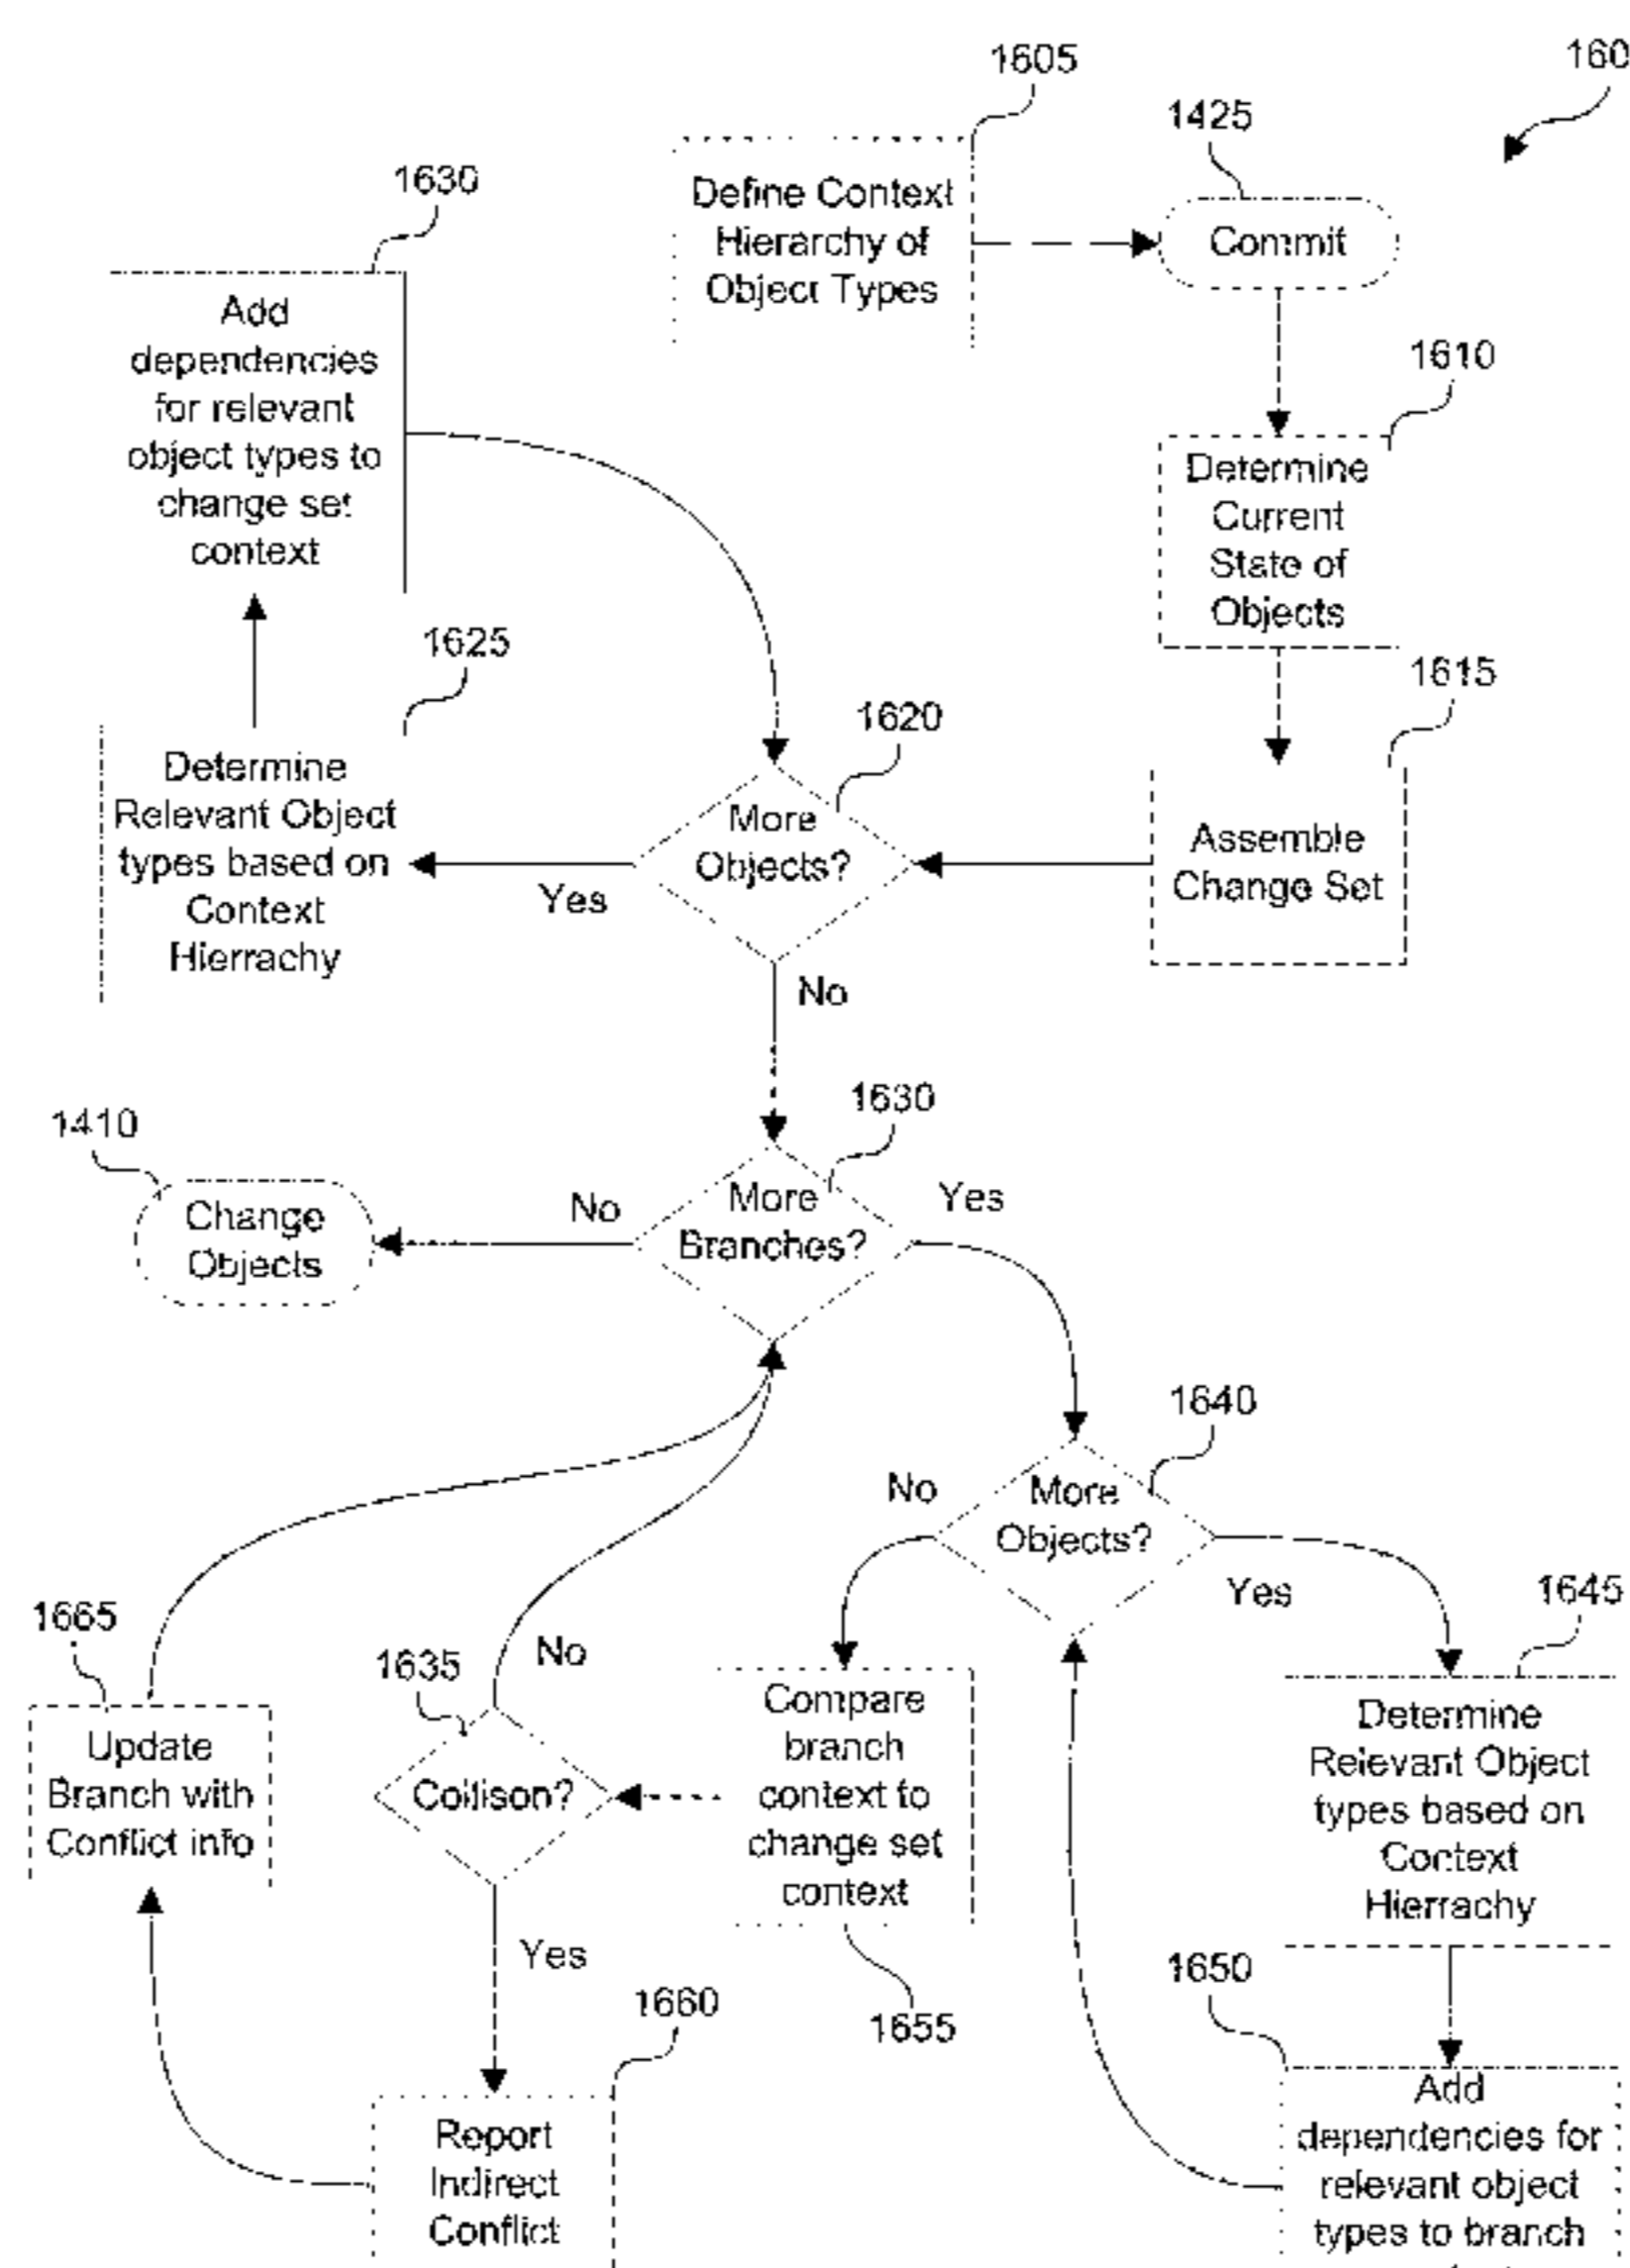 1605
160
1425
1630
Define Context
Hierarchy of
Object Types
Commit
Add
dependencies
for relevant
object types to
change set
context
1610
Determine
Current
State of
Objects
1625
1615
1620
Determine
Relevant Object
types based on
Context
Hierrachy
More
Objects?
Yes
Assemble
Change Set
No
1630
1410
Change
Objects
No
More
Branches?
Yes
1640
No
More
Objects?
Yes
1645
1665
1635
No
Update
Branch with
Conflict info
Collison?
Compare
branch
context to
change set
context
Determine
Relevant Object
types based on
Context
Hierrachy
Yes
1650
1660
1655
Report
Indirect
Conflict
Add
dependencies for
relevant object
types to branch